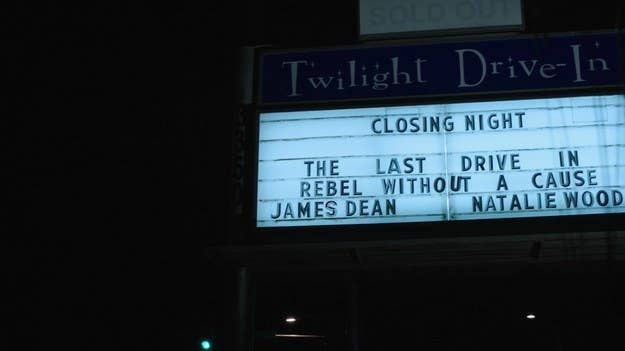 SOLD OUT
Twilight Drive-In
CLOSING NIGHT
THE LAST DRIVE IN
REBEL WITHOUT A CAUSE
JAMES DEAN NATALIE WOOD